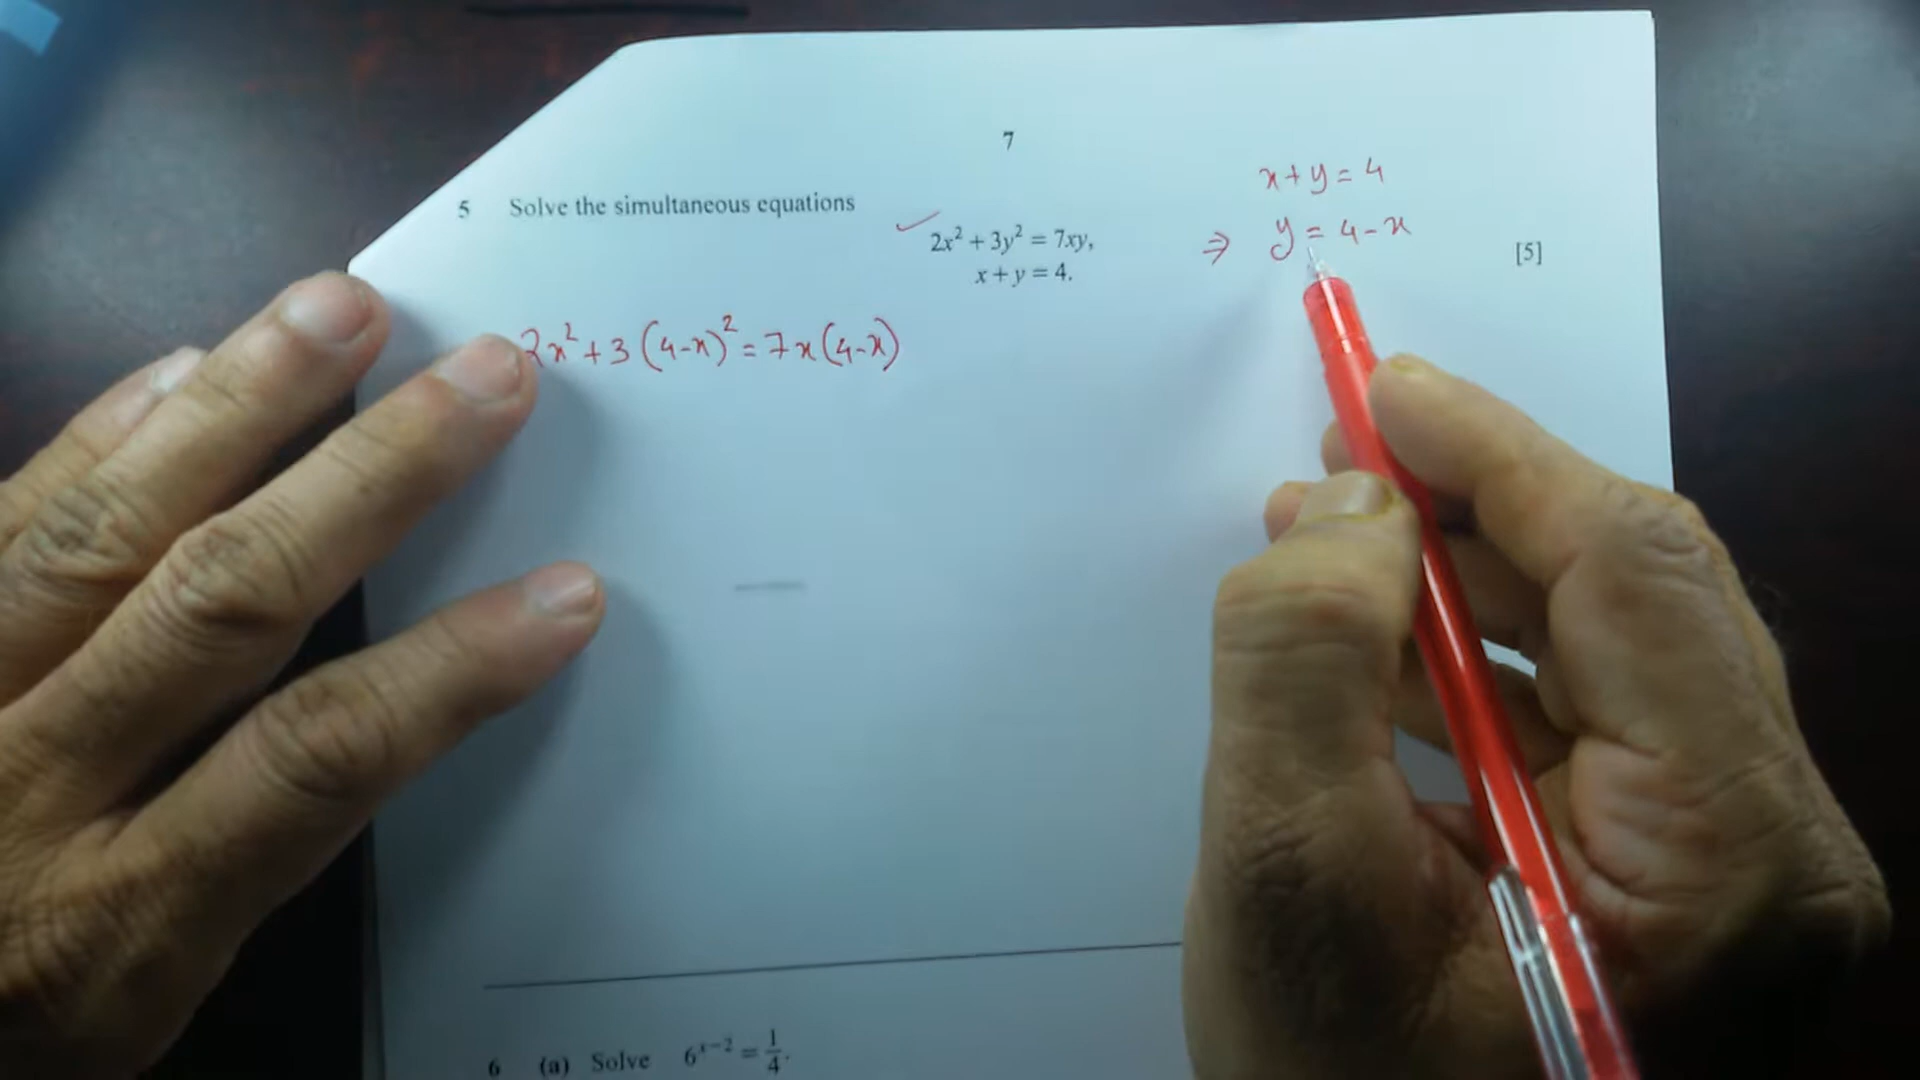 7
5 Solve the simultaneous equations
2x² + 3y² = 7xy,
x + y = 4.
[5]
x + y = 4
⇒ y = 4 - x
2x² + 3(4-x)² = 7x(4-x)
6 (a) Solve 6ˣ⁻² = 1/4.